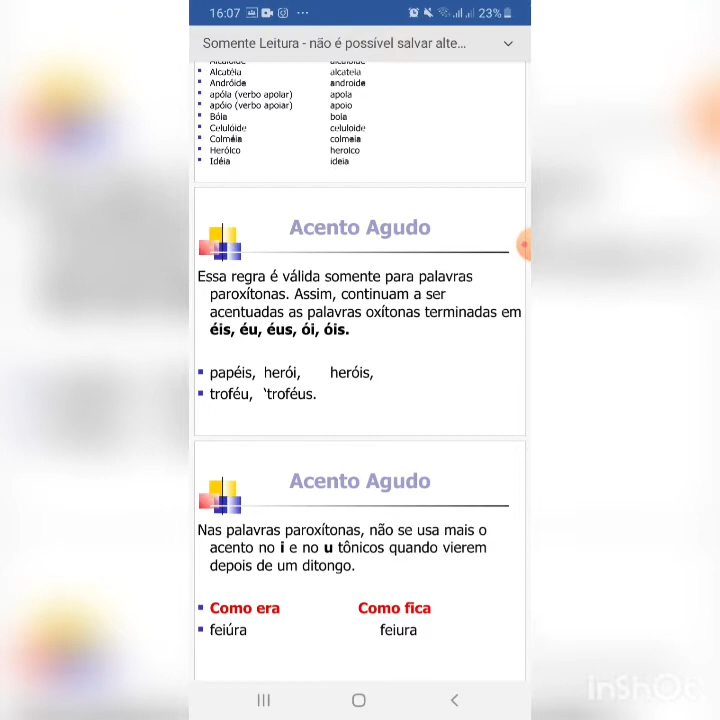 16:07 23%
Somente Leitura - não é possível salvar alte...
Alcalóide alcaloide
Alcatéia alcateia
Andróide androide
apóia (verbo apoiar) apoia
apóio (verbo apoiar) apoio
Bóia boia
Celulóide celuloide
Colméia colmeia
Heróico heroico
Idéia ideia
Acento Agudo
Essa regra é válida somente para palavras
paroxítonas. Assim, continuam a ser
acentuadas as palavras oxítonas terminadas em
éis, éu, éus, ói, óis.
papéis, herói, heróis,
troféu, ‘troféus.
Acento Agudo
Nas palavras paroxítonas, não se usa mais o
acento no i e no u tônicos quando vierem
depois de um ditongo.
Como era Como fica
feiúra feiura
InShOt